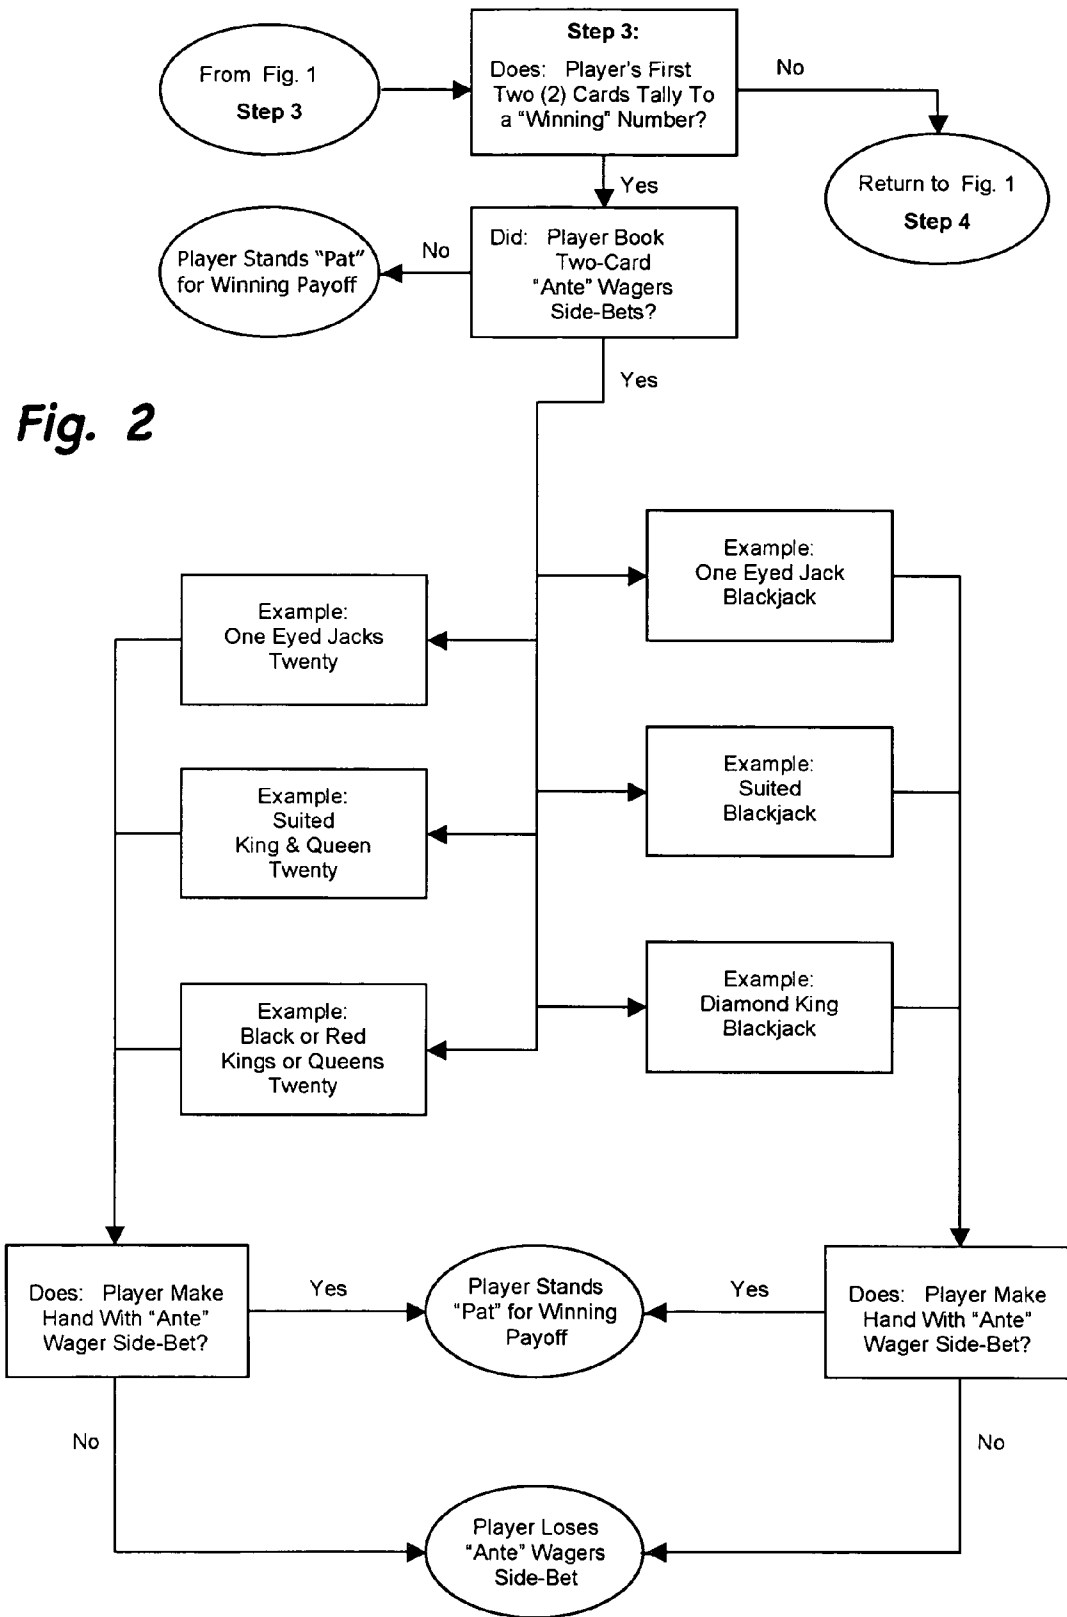 From Fig. 1
Step 3
Step 3:
Does: Player's First
Two (2) Cards Tally To
a "Winning" Number?
No
Return to Fig. 1
Step 4
Yes
Player Stands "Pat"
for Winning Payoff
No
Did: Player Book
Two-Card
"Ante" Wagers
Side-Bets?
Yes
Fig. 2
Example:
One Eyed Jack
Blackjack
Example:
One Eyed Jacks
Twenty
Example:
Suited
Blackjack
Example:
Suited
King & Queen
Twenty
Example:
Diamond King
Blackjack
Example:
Black or Red
Kings or Queens
Twenty
Does: Player Make
Hand With "Ante"
Wager Side-Bet?
Yes
Player Stands
"Pat" for Winning
Payoff
Yes
Does: Player Make
Hand With "Ante"
Wager Side-Bet?
No
No
Player Loses
"Ante" Wagers
Side-Bet